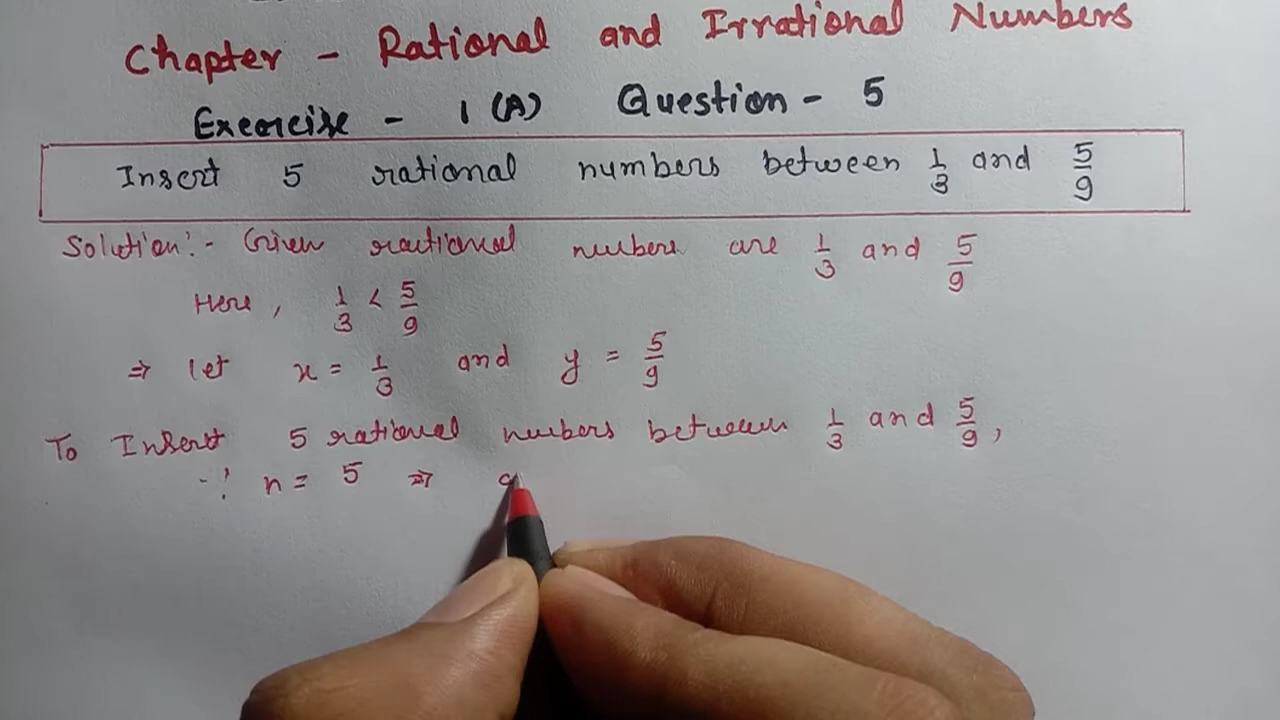 Chapter - Rational and Irrational Numbers
Exercise - 1(A) Question - 5
Insert 5 rational numbers between 1/3 and 5/9
Solution:- Given rational numbers are 1/3 and 5/9
Here, 1/3 < 5/9
⇒ let x = 1/3 and y = 5/9
To Insert 5 rational numbers between 1/3 and 5/9,
∵ n = 5 ⇒